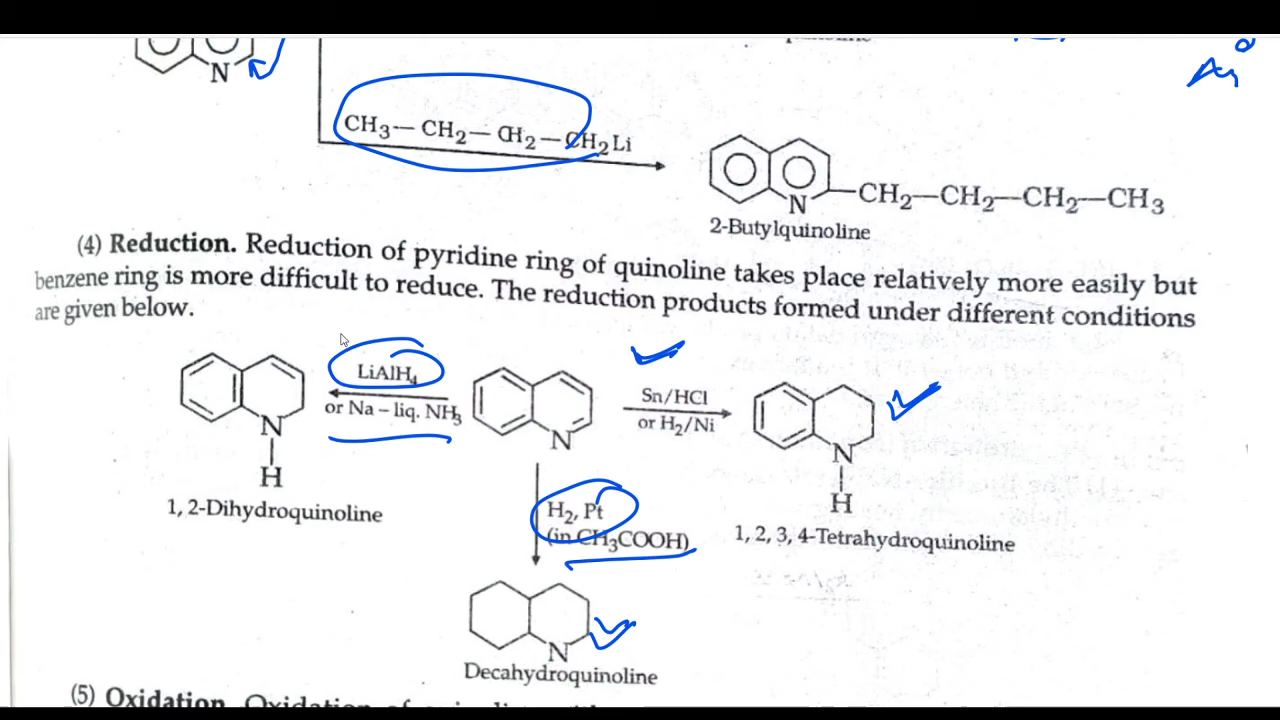 N
CH3— CH2— CH2—CH2Li
N —CH2—CH2—CH2—CH3
2-Butylquinoline
(4) Reduction. Reduction of pyridine ring of quinoline takes place relatively more easily but
benzene ring is more difficult to reduce. The reduction products formed under different conditions
are given below.
LiAlH4
or Na – liq. NH3
Sn/HCl
or H2/Ni
N
H
N
N
H
1, 2-Dihydroquinoline
H2, Pt
(in CH3COOH)
1, 2, 3, 4-Tetrahydroquinoline
N
Decahydroquinoline
(5) Oxidation.